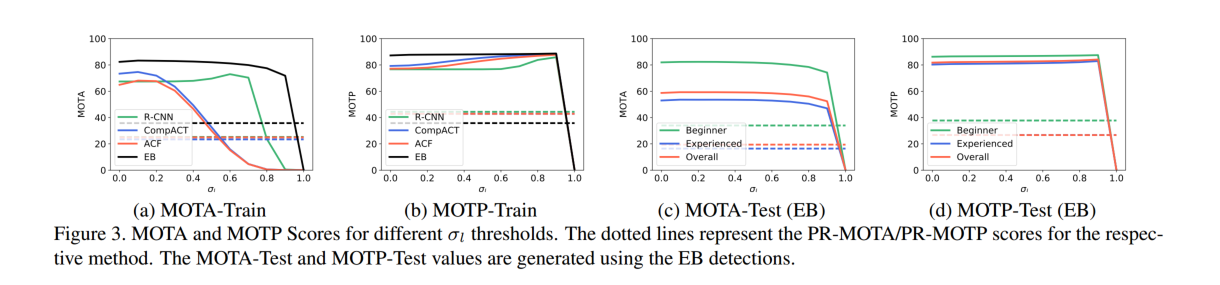 100
80
60
40
20
0
MOTA
R-CNN
CompACT
ACF
EB
0.0 0.2 0.4 0.6 0.8 1.0
σl
(a) MOTA-Train
100
80
60
40
20
0
MOTP
R-CNN
CompACT
ACF
EB
0.0 0.2 0.4 0.6 0.8 1.0
σl
(b) MOTP-Train
100
80
60
40
20
0
MOTA
Beginner
Experienced
Overall
0.0 0.2 0.4 0.6 0.8 1.0
σl
(c) MOTA-Test (EB)
100
80
60
40
20
0
MOTP
Beginner
Experienced
Overall
0.0 0.2 0.4 0.6 0.8 1.0
σl
(d) MOTP-Test (EB)
Figure 3. MOTA and MOTP Scores for different σl thresholds. The dotted lines represent the PR-MOTA/PR-MOTP scores for the respec-
tive method. The MOTA-Test and MOTP-Test values are generated using the EB detections.